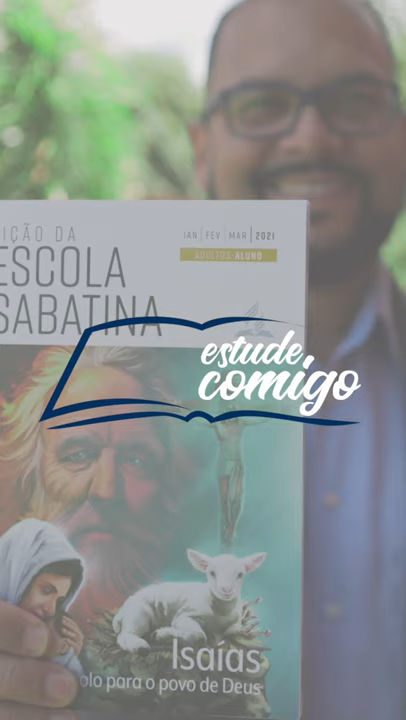 IÇÃO DA
ESCOLA
SABATINA
JAN | FEV | MAR | 2021
ADULTOS • ALUNO
estude
comigo
Isaías
olo para o povo de Deus